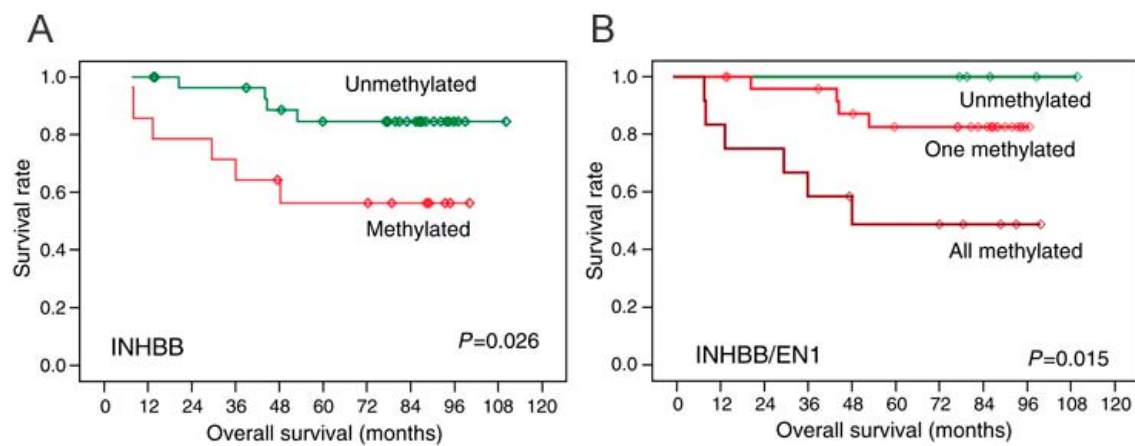 A
Survival rate
1.0
0.8
0.6
0.4
0.2
0.0
Unmethylated
Methylated
INHBB
P=0.026
0 12 24 36 48 60 72 84 96 108 120
Overall survival (months)
B
Survival rate
1.0
0.8
0.6
0.4
0.2
0.0
Unmethylated
One methylated
All methylated
INHBB/EN1
P=0.015
0 12 24 36 48 60 72 84 96 108 120
Overall survival (months)